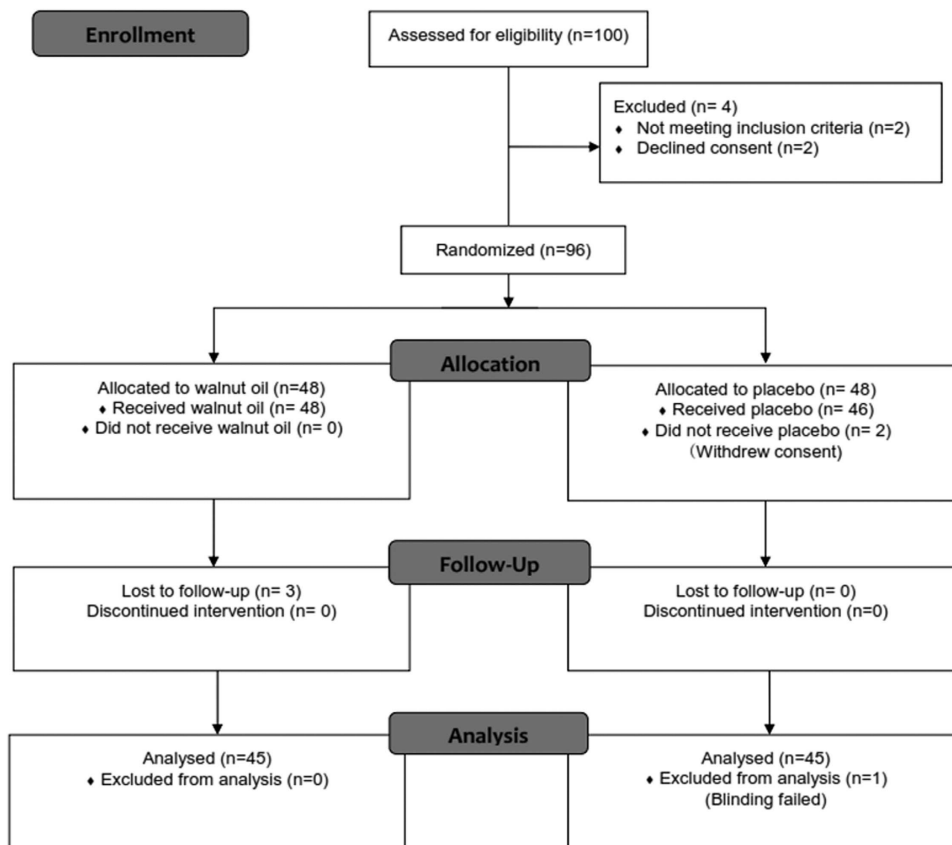 Enrollment
Assessed for eligibility (n=100)
Excluded (n= 4)
♦ Not meeting inclusion criteria (n=2)
♦ Declined consent (n=2)
Randomized (n=96)
Allocation
Allocated to walnut oil (n=48)
♦ Received walnut oil (n= 48)
♦ Did not receive walnut oil (n= 0)
Allocated to placebo (n= 48)
♦ Received placebo (n= 46)
♦ Did not receive placebo (n= 2)
(Withdrew consent)
Follow-Up
Lost to follow-up (n= 3)
Discontinued intervention (n= 0)
Lost to follow-up (n= 0)
Discontinued intervention (n=0)
Analysis
Analysed (n=45)
♦ Excluded from analysis (n=0)
Analysed (n=45)
♦ Excluded from analysis (n=1)
(Blinding failed)